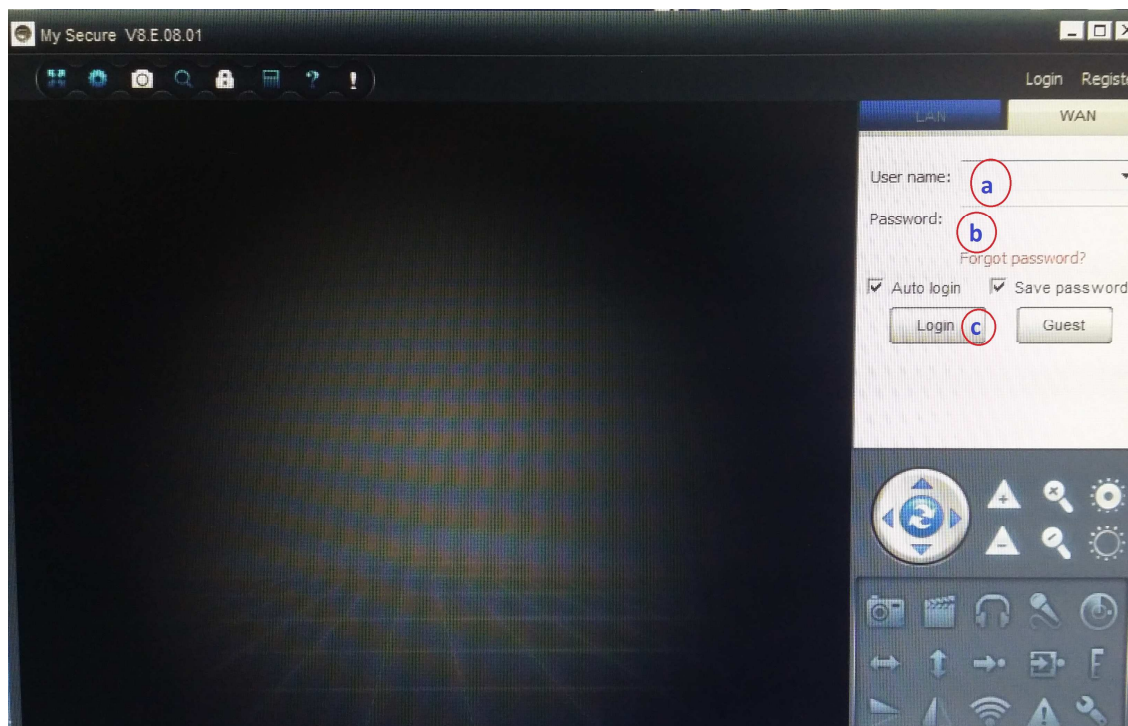 My Secure V8.E.08.01
Login Registe
LAN WAN
User name: a
Password: b
Forgot password?
Auto login Save password
Login c Guest